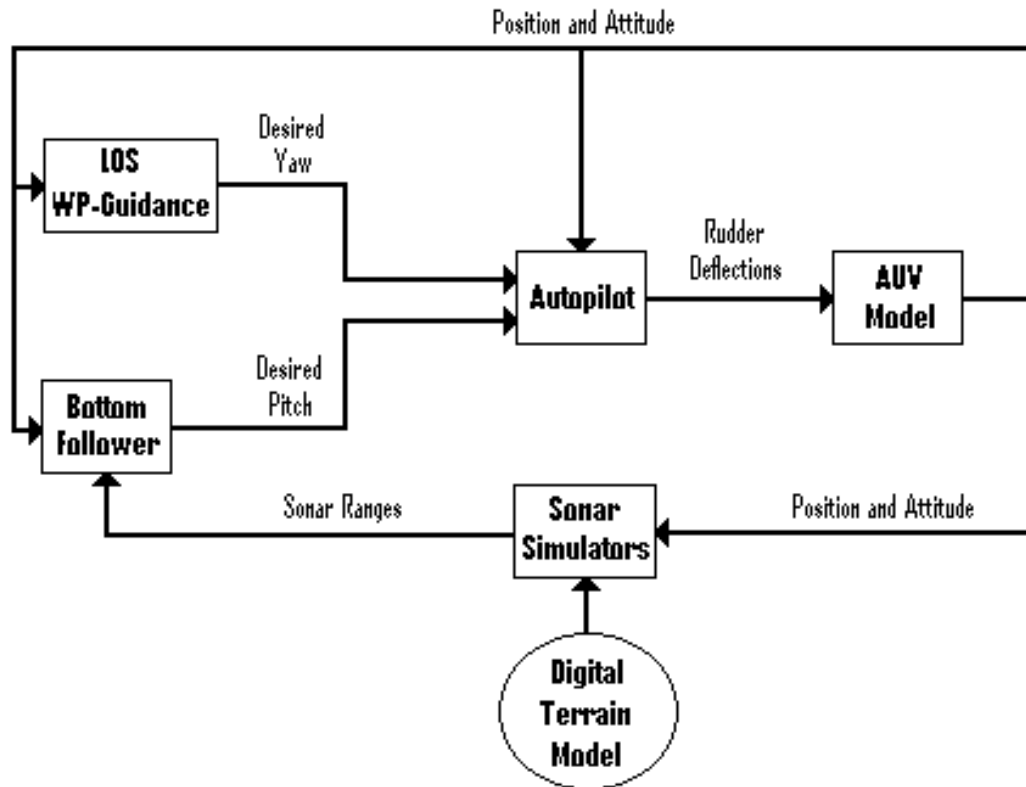 Position and Attitude
Desired
Yaw
LOS
WP-Guidance
Rudder
Deflections
Autopilot
AUV
Model
Desired
Pitch
Bottom
Follower
Sonar Ranges
Sonar
Simulators
Position and Attitude
Digital
Terrain
Model